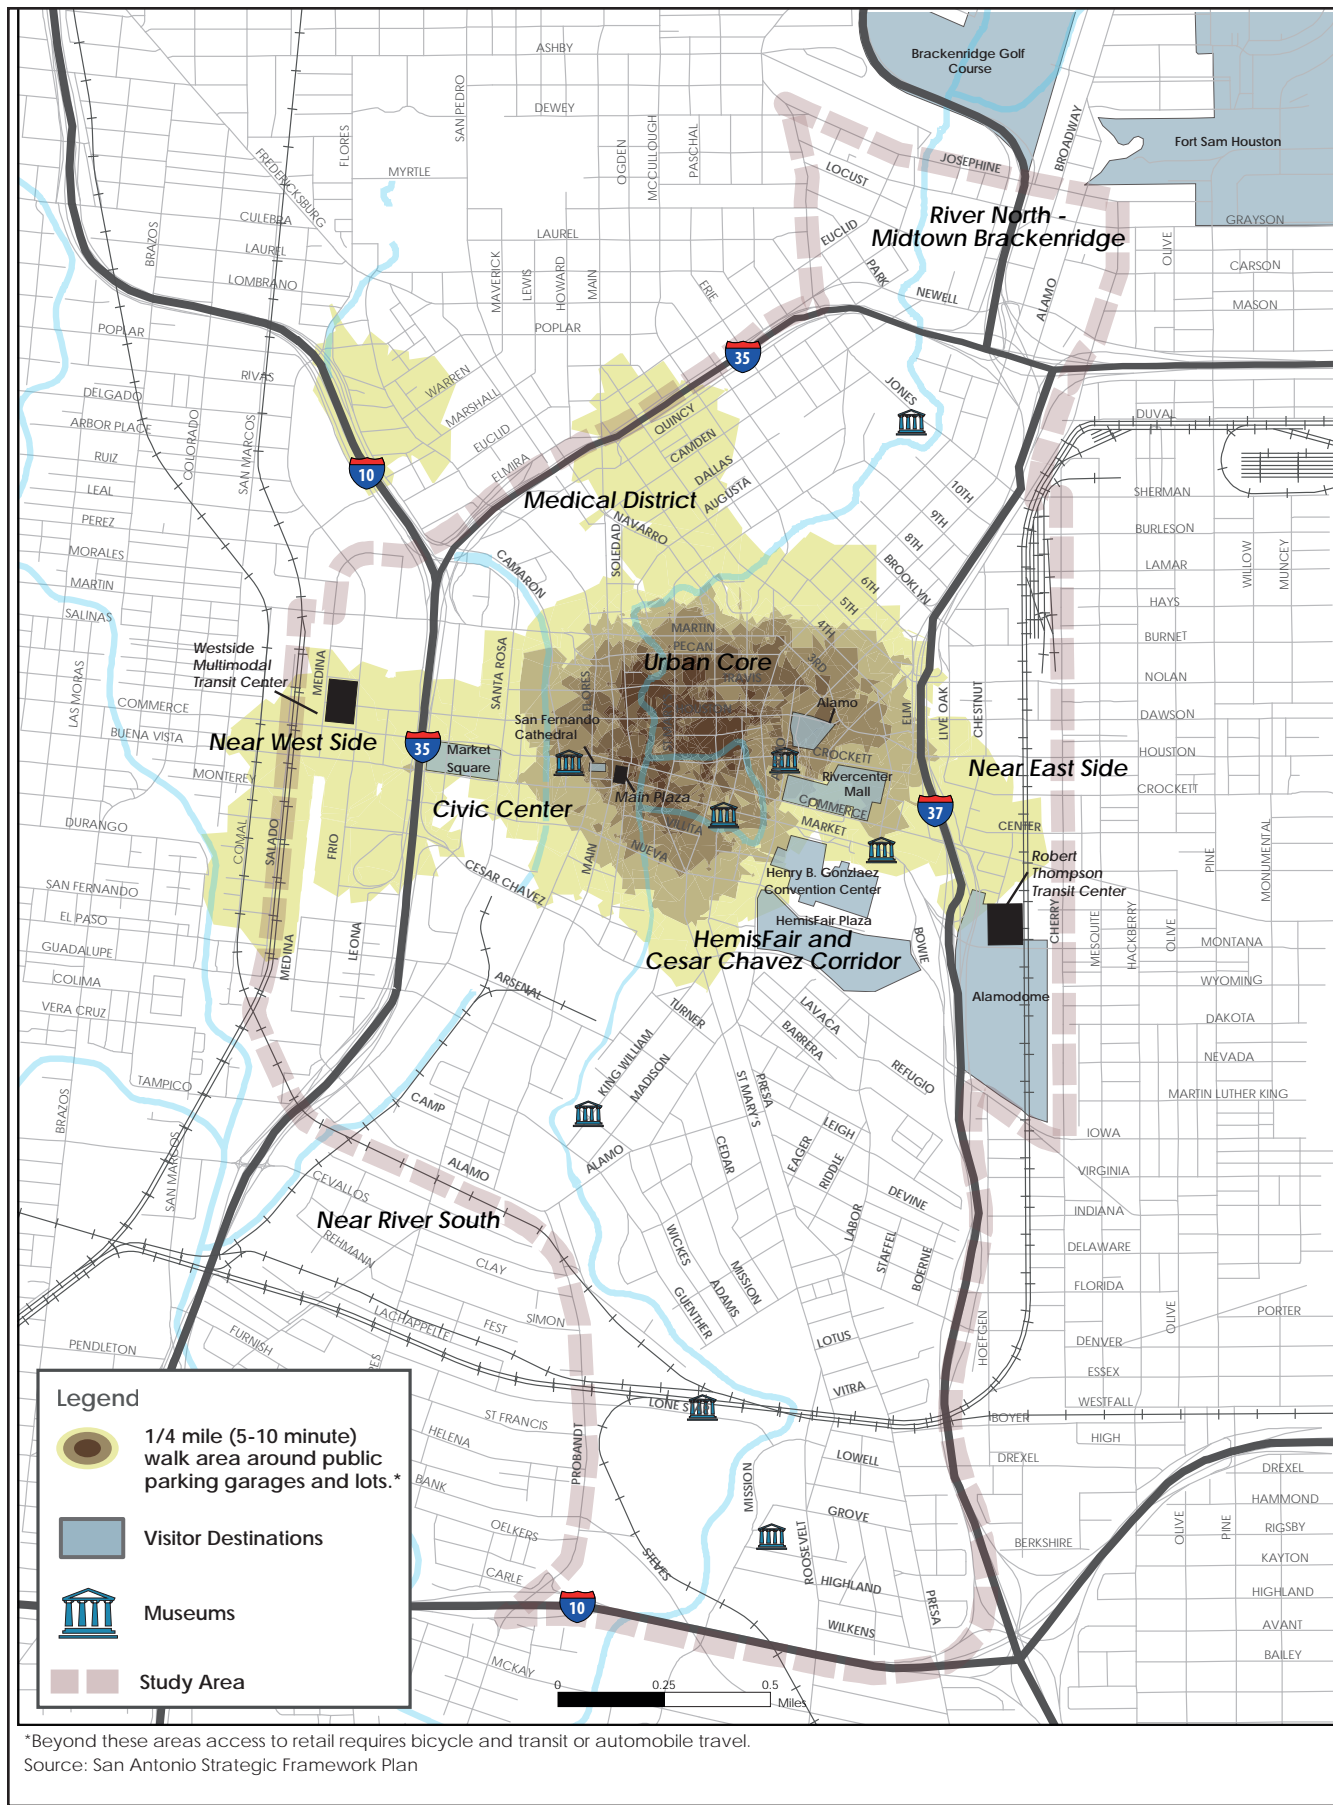 ASHBY
Brackenridge Golf
Course
SAN PEDRO
DEWEY
BROADWAY
FLORES
OGDEN
MCCULLOUGH
PASCHAL
Fort Sam Houston
FREDERICKSBURG
MYRTLE
LOCUST
JOSEPHINE
River North -
Midtown Brackenridge
CULEBRA
LAUREL
LOMBRANO
BRAZOS
LAUREL
EUCLID
GRAYSON
OLIVE
CARSON
MASON
MAVERICK
LEWIS
HOWARD
MAIN
ERIE
PARK
NEWELL
ALAMO
POPLAR
POPLAR
35
RIVAS
WARREN
MARSHALL
EUCLID
ELMIRA
DELGADO
ARBOR PLACE
RUIZ
LEAL
PEREZ
MORALES
MARTIN
SALINAS
COLORADO
SAN MARCOS
10
QUINCY
CAMDEN
DALLAS
AUGUSTA
JONES
DUVAL
SHERMAN
BURLESON
LAMAR
HAYS
BURNET
NOLAN
DAWSON
HOUSTON
CROCKETT
WILLOW
MUNCEY
Medical District
NAVARRO
SOLEDAD
CAMARON
10TH
9TH
8TH
BROOKLYN
6TH
5TH
4TH
3RD
MARTIN
PECAN
TRAVIS
Urban Core
Westside
Multimodal
Transit Center
MEDINA
SANTA ROSA
FLORES
LAS MORAS
COMMERCE
BUENA VISTA
MONTEREY
DURANGO
Near West Side
35
Market
Square
San Fernando
Cathedral
Main Plaza
Civic Center
Alamo
CROCKETT
Rivercenter
Mall
COMMERCE
MARKET
VILLITA
NUEVA
ELM
LIVE OAK
CHESTNUT
Near East Side
37
CENTER
Robert
Thompson
Transit Center
PINE
MONUMENTAL
COMAL
SALADO
FRIO
MAIN
CESAR CHAVEZ
Henry B. Gonzlaez
Convention Center
HemisFair Plaza
HemisFair and
Cesar Chavez Corridor
SAN FERNANDO
EL PASO
GUADALUPE
COLIMA
VERA CRUZ
MEDINA
LEONA
ARSENAL
BOWIE
CHERRY
MESQUITE
HACKBERRY
OLIVE
MONTANA
WYOMING
DAKOTA
NEVADA
MARTIN LUTHER KING
Alamodome
TURNER
LAVACA
BARRERA
REFUGIO
KING WILLIAM
MADISON
TAMPICO
BRAZOS
SAN MARCOS
CAMP
ALAMO
ALAMO
ST MARY'S
PRESA
CEDAR
EAGER
LEIGH
RIDDLE
LABOR
DEVINE
STAFFEL
BOERNE
IOWA
VIRGINIA
INDIANA
DELAWARE
FLORIDA
OLIVE
PORTER
DENVER
ESSEX
WESTFALL
HOEFGEN
CEVALLOS
Near River South
REHMANN
CLAY
LACHAPPELLE
FEST
SIMON
WICKES
GUENTHER
ADAMS
MISSION
LOTUS
VITRA
FURNISH
PENDLETON
ST FRANCIS
HELENA
BANK
OELKERS
CARLE
MCKAY
PROBANDT
STEVES
MISSION
ROOSEVELT
LOWELL
GROVE
HIGHLAND
WILKENS
PRESA
BOYER
HIGH
DREXEL
DREXEL
HAMMOND
RIGSBY
KAYTON
HIGHLAND
AVANT
BAILEY
BERKSHIRE
OLIVE
PINE
10
Legend
1/4 mile (5-10 minute)
walk area around public
parking garages and lots.*
Visitor Destinations
Museums
Study Area
0 0.25 0.5
Miles
*Beyond these areas access to retail requires bicycle and transit or automobile travel.
Source: San Antonio Strategic Framework Plan